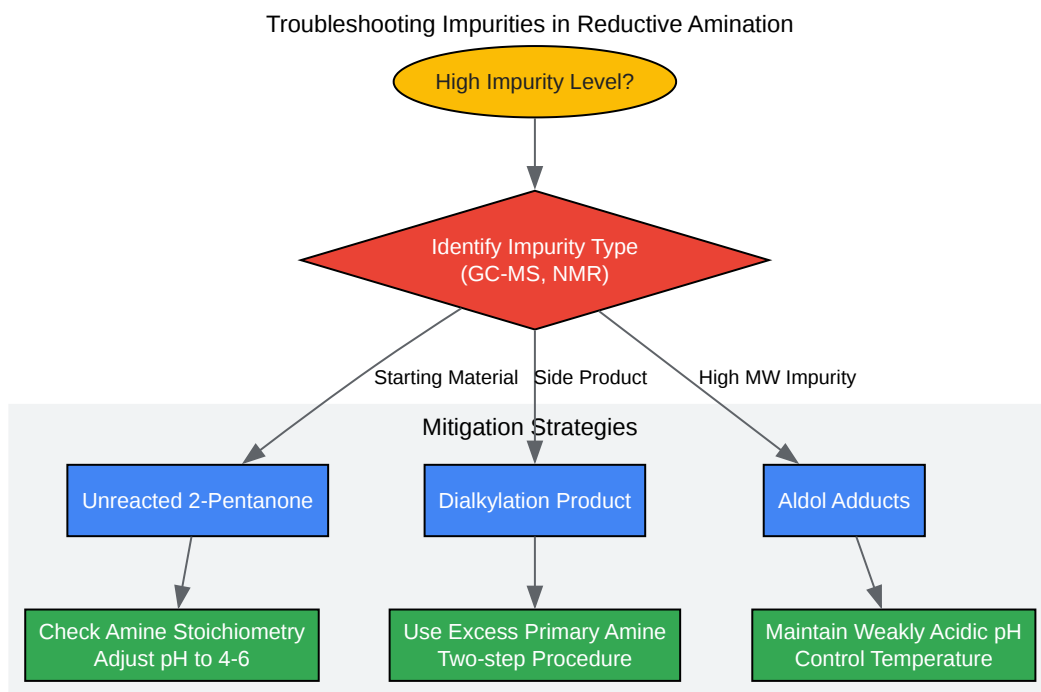 Troubleshooting Impurities in Reductive Amination
High Impurity Level?
Identify Impurity Type
(GC-MS, NMR)
Starting Material
Side Product
High MW Impurity
Mitigation Strategies
Unreacted 2-Pentanone
Dialkylation Product
Aldol Adducts
Check Amine Stoichiometry
Adjust pH to 4-6
Use Excess Primary Amine
Two-step Procedure
Maintain Weakly Acidic pH
Control Temperature